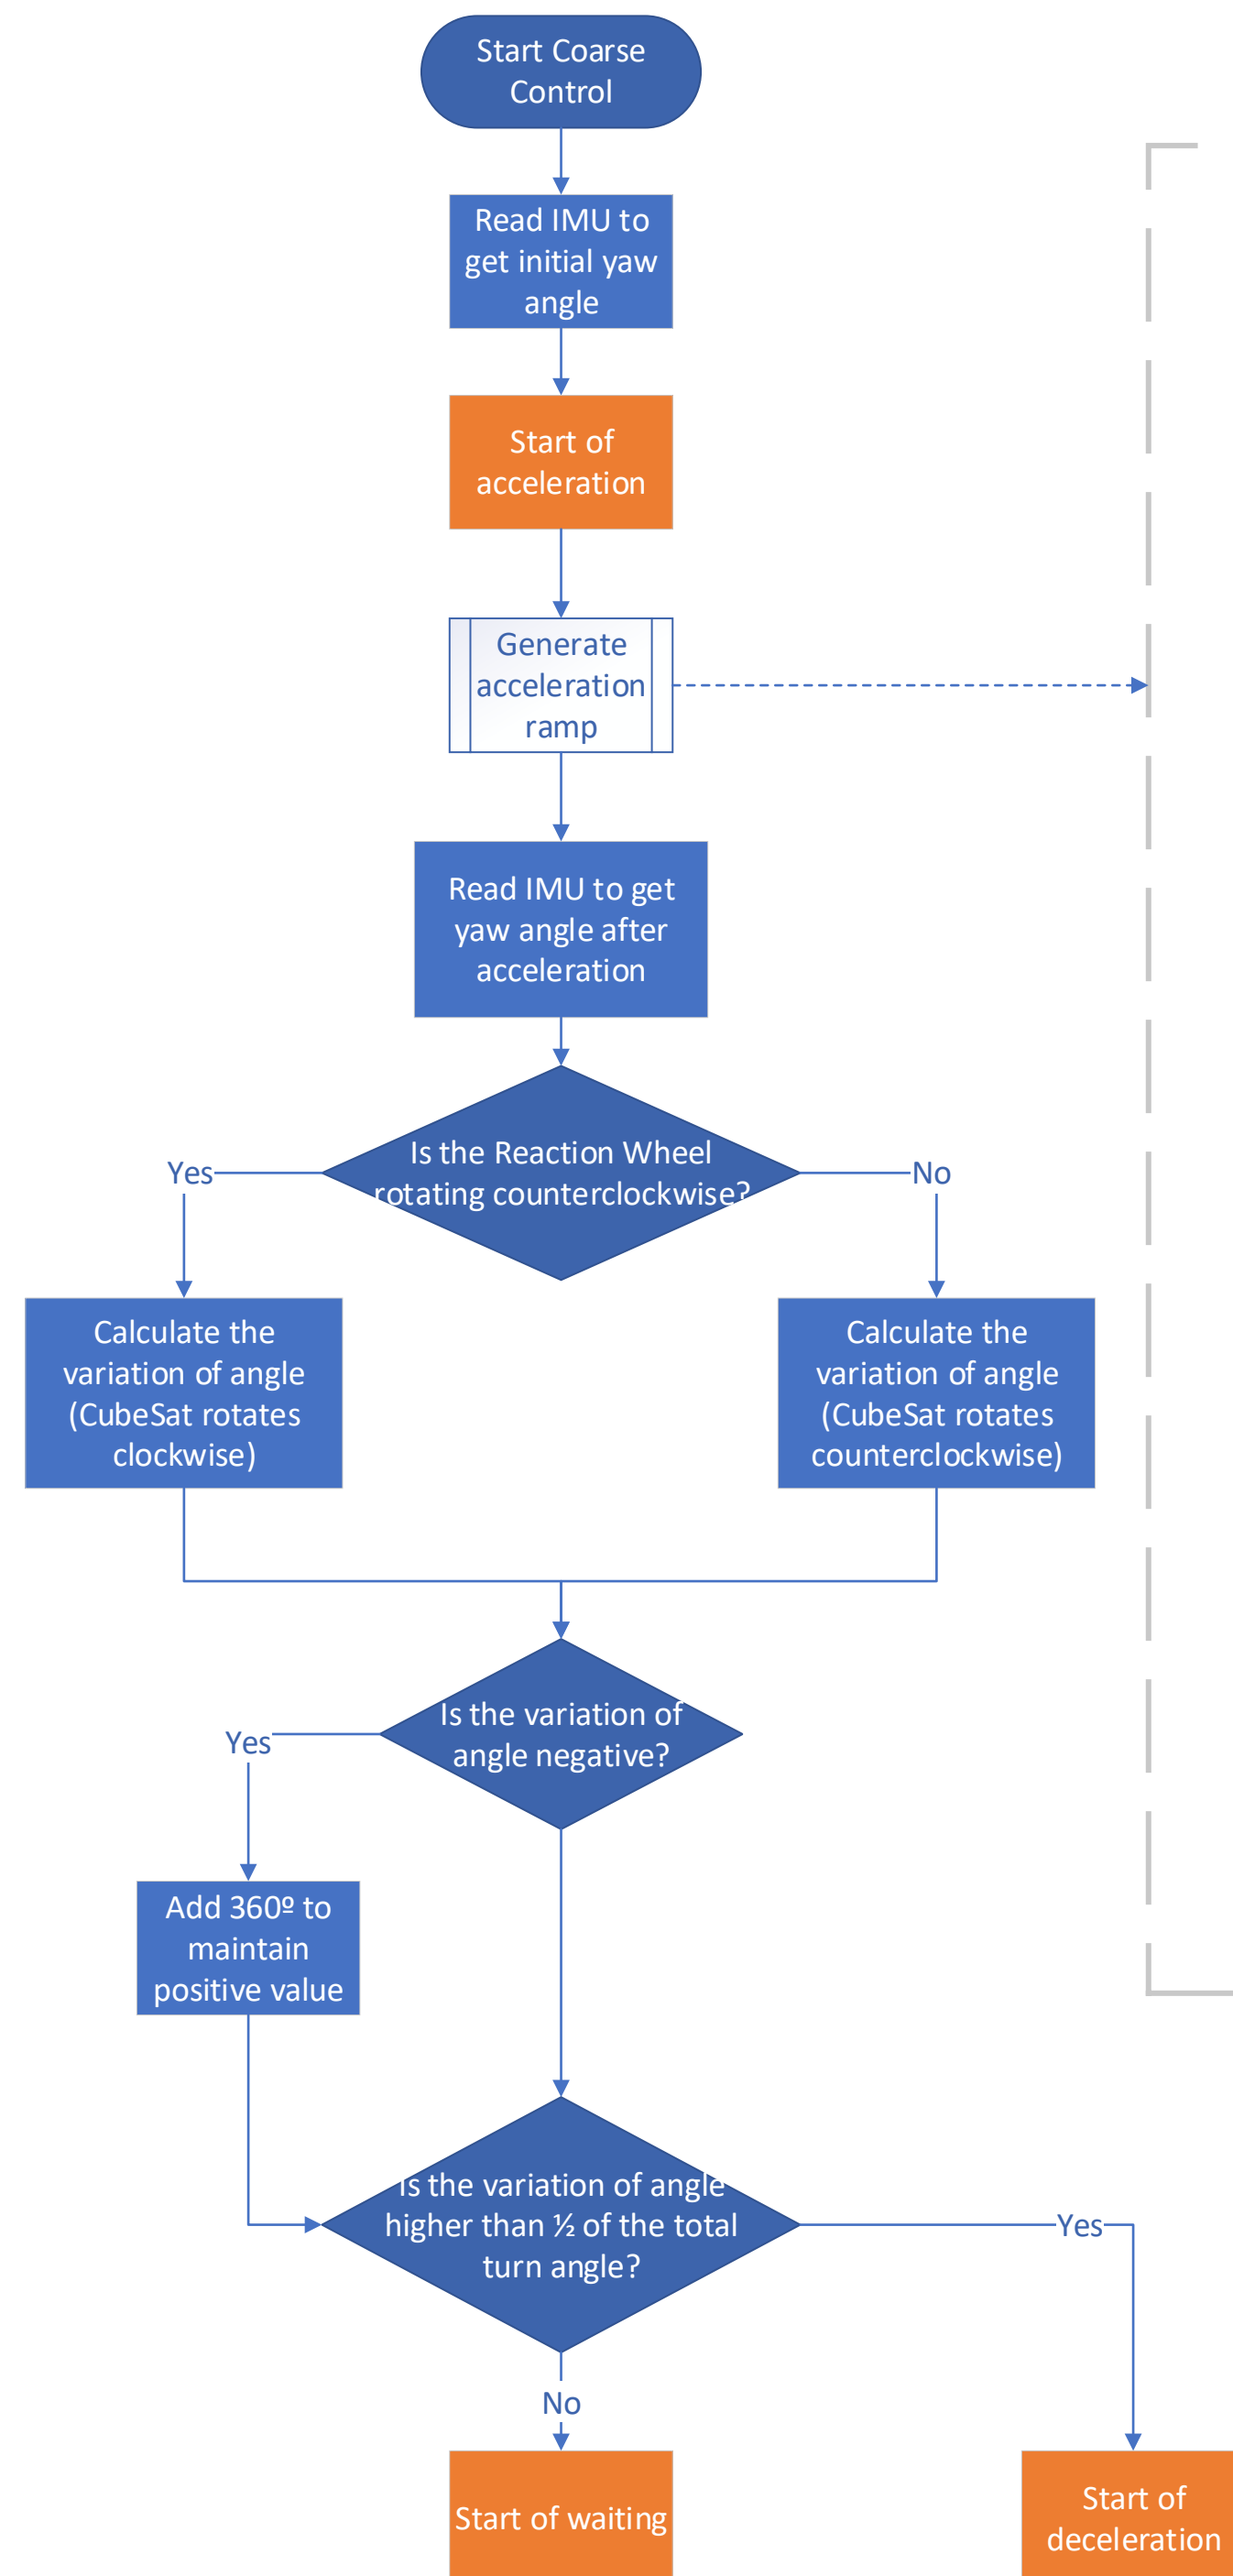 Start Coarse
Control
Read IMU to
get initial yaw
angle
Start of
acceleration
Generate
acceleration
ramp
Read IMU to get
yaw angle after
acceleration
Is the Reaction Wheel
rotating counterclockwise?
Yes
No
Calculate the
variation of angle
(CubeSat rotates
clockwise)
Calculate the
variation of angle
(CubeSat rotates
counterclockwise)
Is the variation of
angle negative?
Yes
Add 360º to
maintain
positive value
Is the variation of angle
higher than ½ of the total
turn angle?
Yes
No
Start of waiting
Start of
deceleration